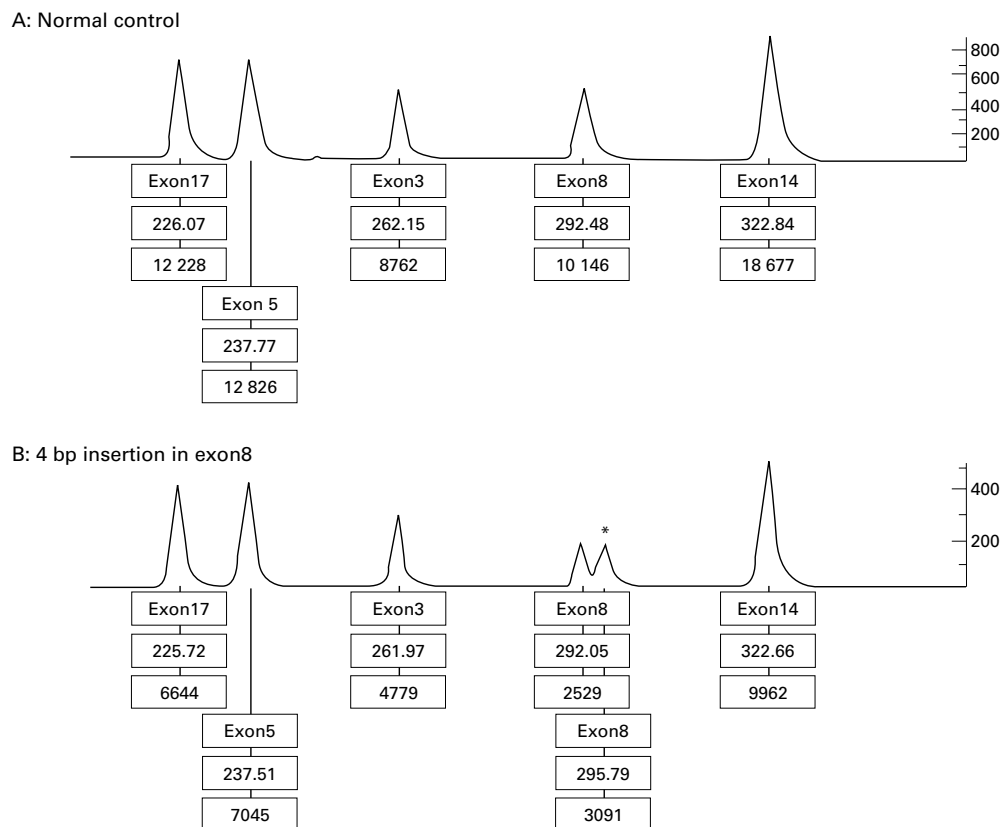 A: Normal control
800
600
400
200
Exon17 Exon3 Exon8 Exon14
226.07 262.15 292.48 322.84
12 228 8762 10 146 18 677
Exon 5
237.77
12 826
B: 4 bp insertion in exon8
400
*
200
Exon17 Exon3 Exon8 Exon14
225.72 261.97 292.05 322.66
6644 4779 2529 9962
Exon5 Exon8
237.51 295.79
7045 3091